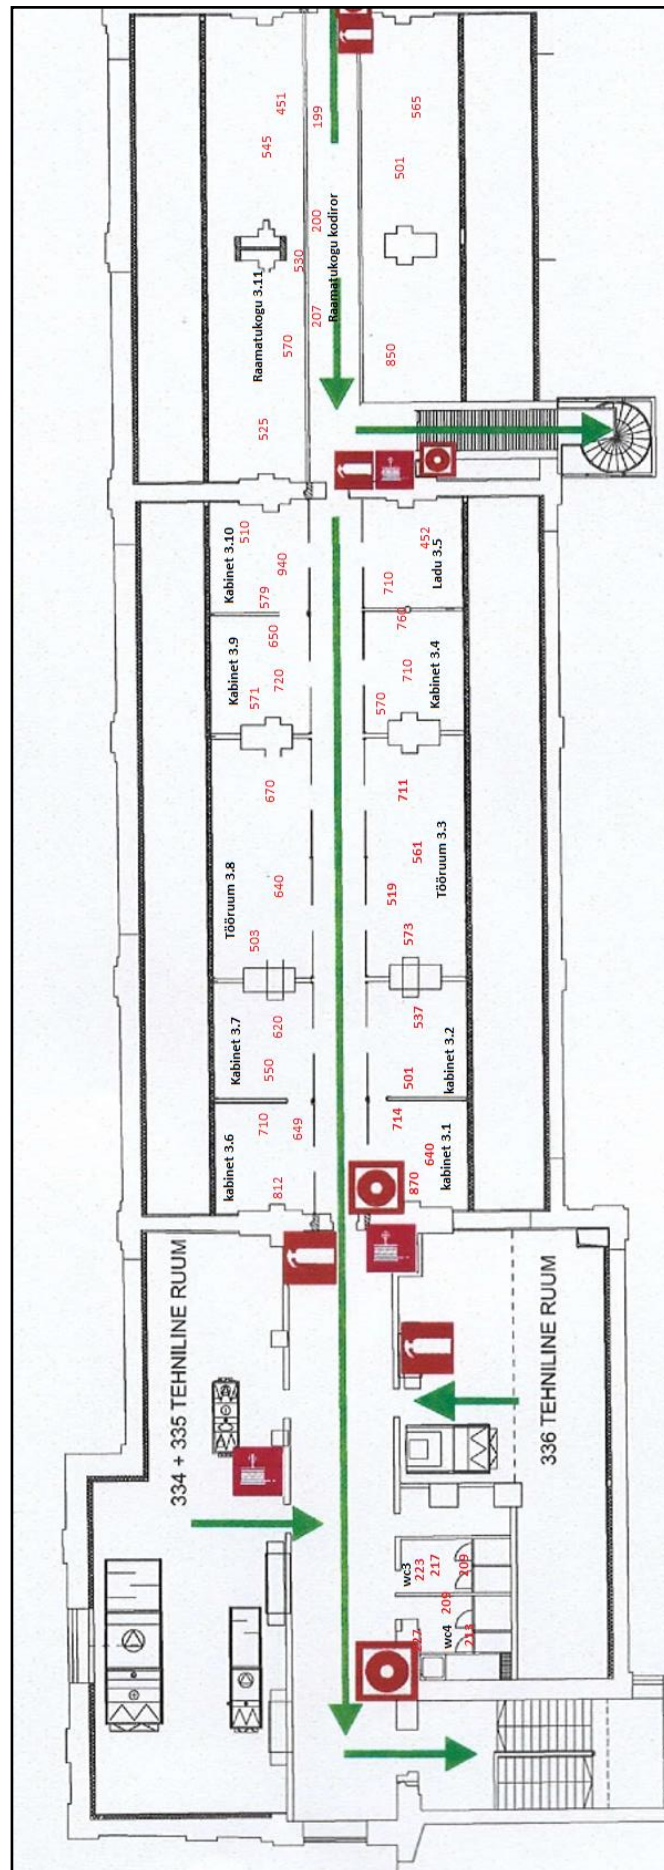 451
199
565
545
501
200
Raamatukogu kodiror
530
Raamatukogu 3.11
207
570
850
525
Kabinet 3.10
510
452
Ladu 3.5
940
710
579
760
650
Kabinet 3.9
720
710
Kabinet 3.4
571
570
670
711
Tööruum 3.8
640
561
Tööruum 3.3
519
503
573
620
537
Kabinet 3.7
550
501
kabinet 3.2
710
649
714
kabinet 3.6
812
640
870
kabinet 3.1
334 + 335 TEHNILINE RUUM
336 TEHNILINE RUUM
wc3
223
217
209
209
wc4
213